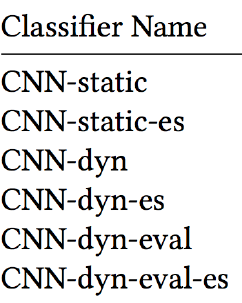 Classifier Name
CNN-static
CNN-static-es
CNN-dyn
CNN-dyn-es
CNN-dyn-eval
CNN-dyn-eval-es